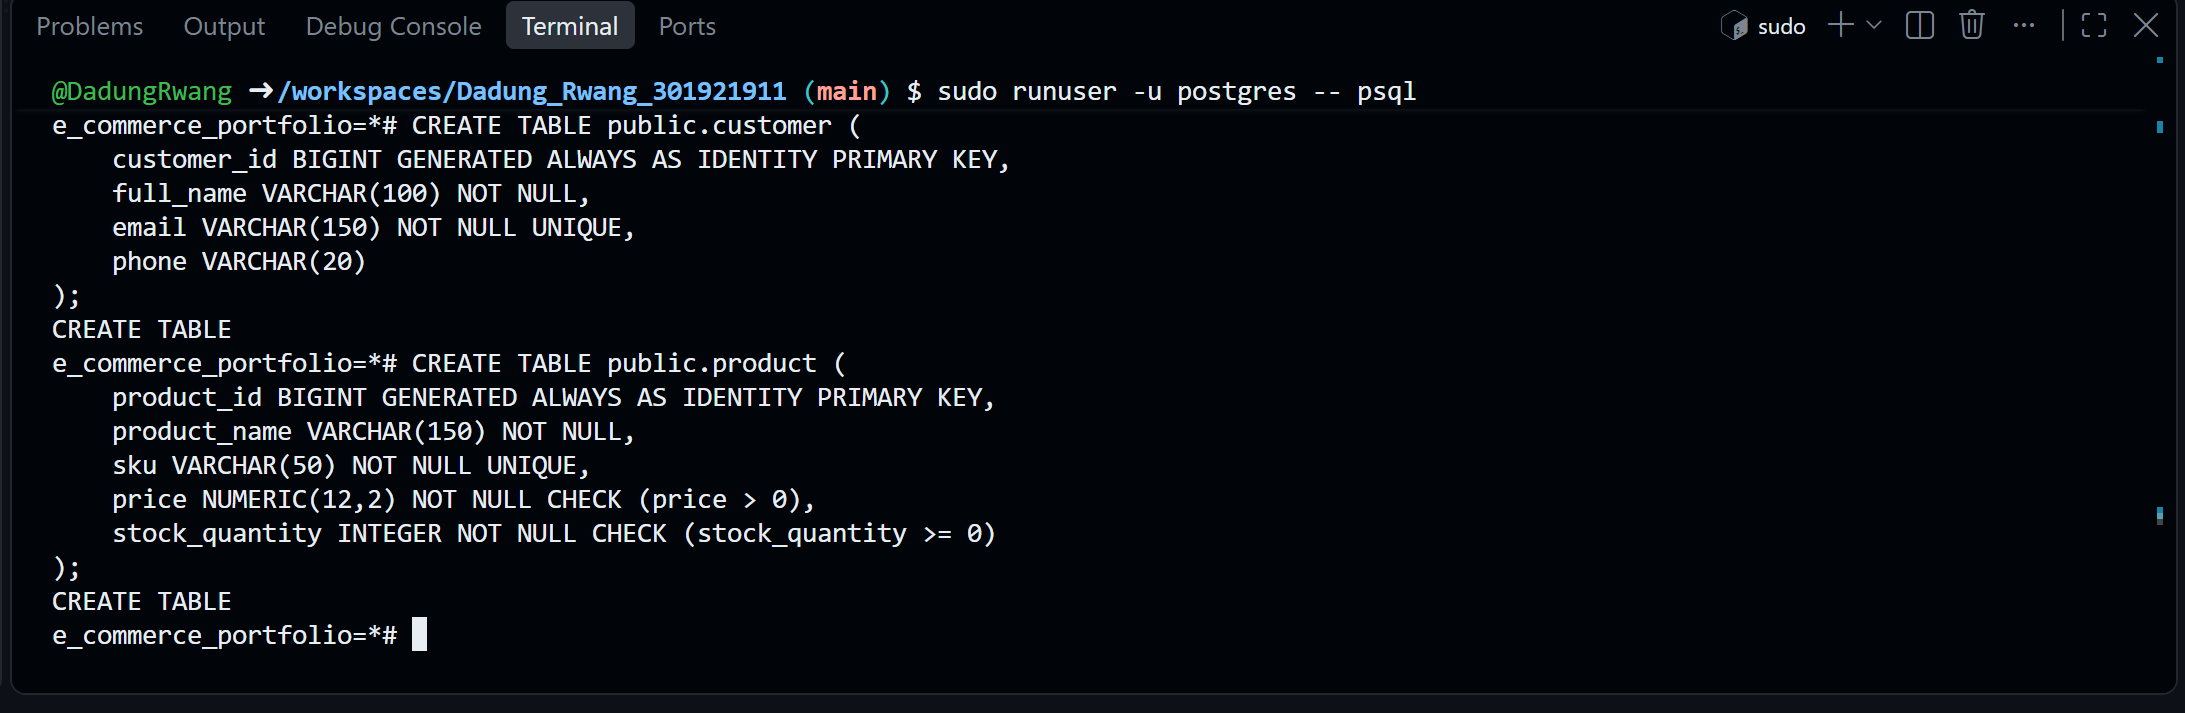 Problems Output Debug Console Terminal Ports sudo
@DadungRwang ➜ /workspaces/Dadung_Rwang_301921911 (main) $ sudo runuser -u postgres -- psql
e_commerce_portfolio=*# CREATE TABLE public.customer (
    customer_id BIGINT GENERATED ALWAYS AS IDENTITY PRIMARY KEY,
    full_name VARCHAR(100) NOT NULL,
    email VARCHAR(150) NOT NULL UNIQUE,
    phone VARCHAR(20)
);
CREATE TABLE
e_commerce_portfolio=*# CREATE TABLE public.product (
    product_id BIGINT GENERATED ALWAYS AS IDENTITY PRIMARY KEY,
    product_name VARCHAR(150) NOT NULL,
    sku VARCHAR(50) NOT NULL UNIQUE,
    price NUMERIC(12,2) NOT NULL CHECK (price > 0),
    stock_quantity INTEGER NOT NULL CHECK (stock_quantity >= 0)
);
CREATE TABLE
e_commerce_portfolio=*#